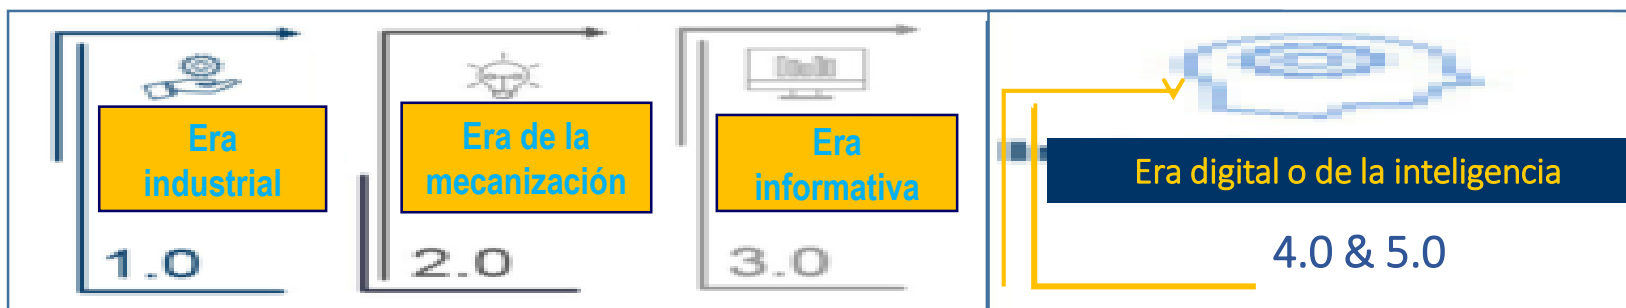 Era
industrial
1.0
Era de la
mecanización
2.0
Era
informativa
3.0
Era digital o de la inteligencia
4.0 & 5.0